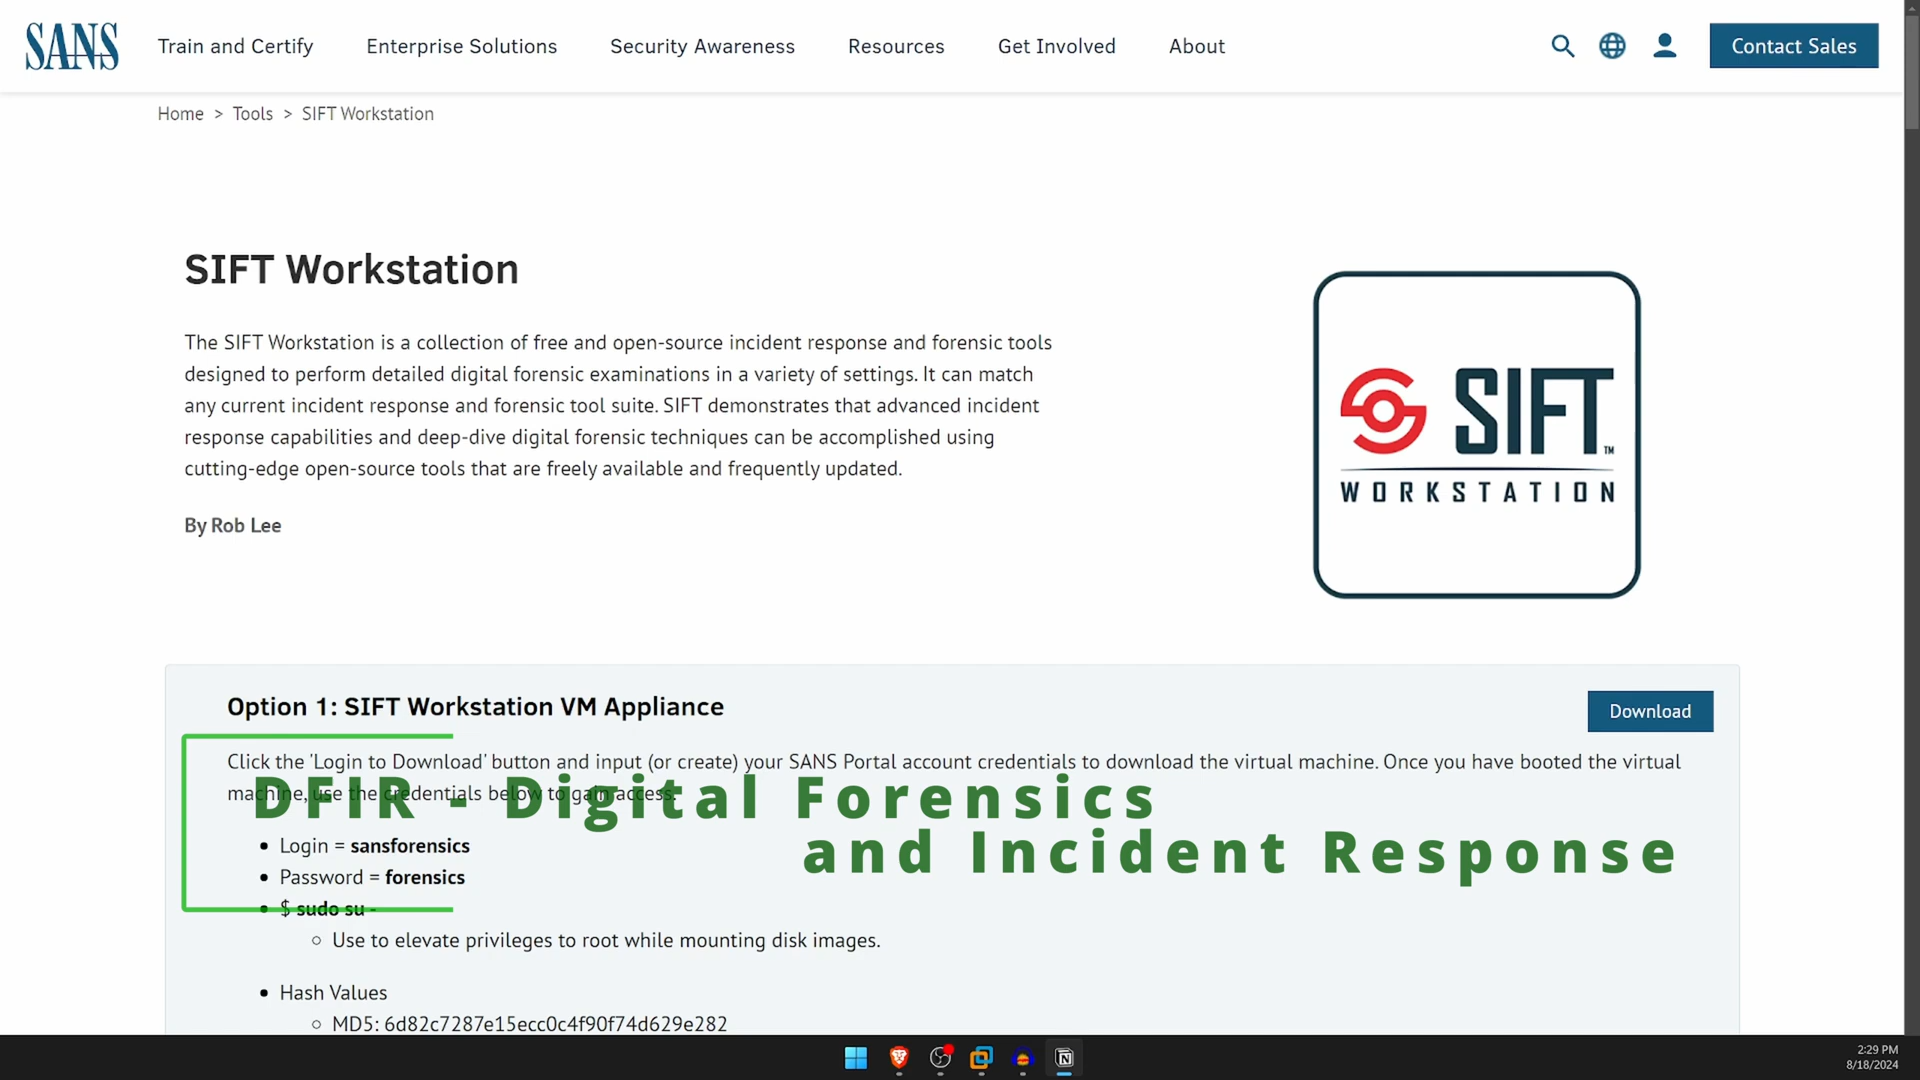 SANS
Train and Certify
Enterprise Solutions
Security Awareness
Resources
Get Involved
About
Contact Sales
Home > Tools > SIFT Workstation
SIFT Workstation
The SIFT Workstation is a collection of free and open-source incident response and forensic tools
designed to perform detailed digital forensic examinations in a variety of settings. It can match
any current incident response and forensic tool suite. SIFT demonstrates that advanced incident
response capabilities and deep-dive digital forensic techniques can be accomplished using
cutting-edge open-source tools that are freely available and frequently updated.
By Rob Lee
SIFT™
WORKSTATION
Option 1: SIFT Workstation VM Appliance
Download
Click the 'Login to Download' button and input (or create) your SANS Portal account credentials to download the virtual machine. Once you have booted the virtual
machine, use the credentials below to gain access.
DFIR - Digital Forensics
and Incident Response
• Login = sansforensics
• Password = forensics
• $ sudo su -
○ Use to elevate privileges to root while mounting disk images.
• Hash Values
○ MD5: 6d82c7287e15ecc0c4f90f74d629e282
2:29 PM
8/18/2024